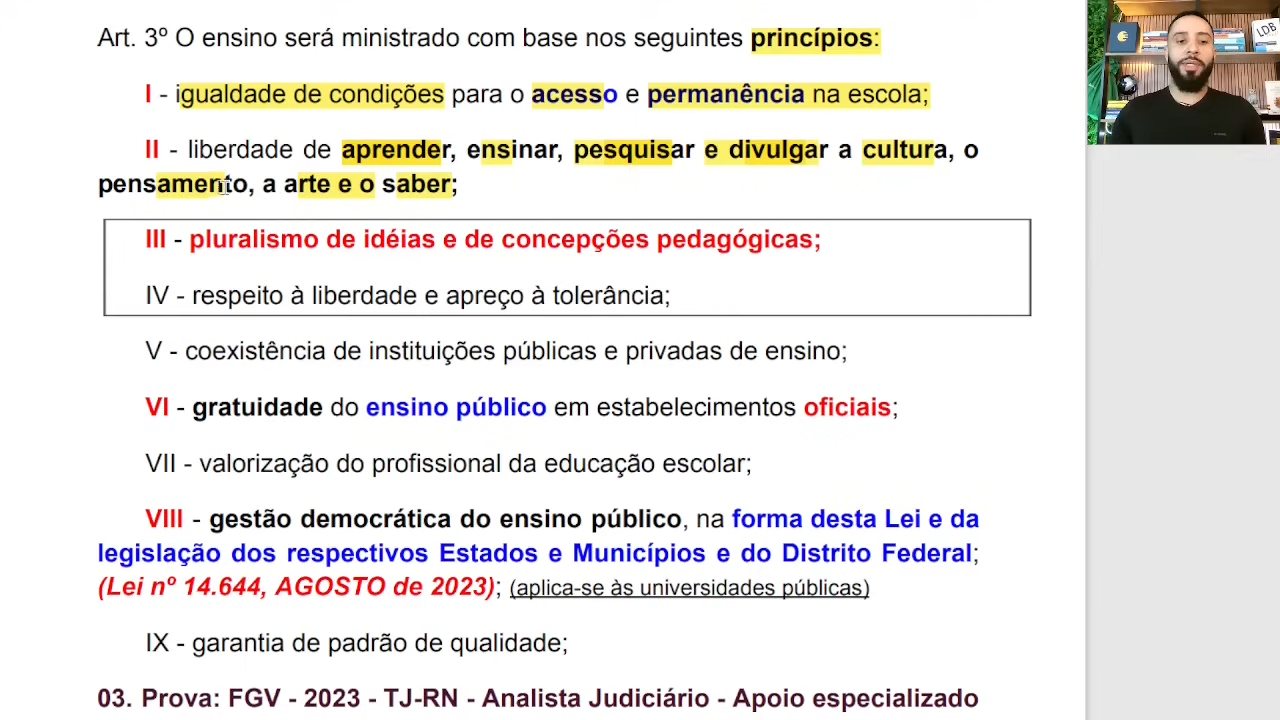 Art. 3º O ensino será ministrado com base nos seguintes princípios:
I - igualdade de condições para o acesso e permanência na escola;
II - liberdade de aprender, ensinar, pesquisar e divulgar a cultura, o
pensamento, a arte e o saber;
III - pluralismo de idéias e de concepções pedagógicas;
IV - respeito à liberdade e apreço à tolerância;
V - coexistência de instituições públicas e privadas de ensino;
VI - gratuidade do ensino público em estabelecimentos oficiais;
VII - valorização do profissional da educação escolar;
VIII - gestão democrática do ensino público, na forma desta Lei e da
legislação dos respectivos Estados e Municípios e do Distrito Federal;
(Lei nº 14.644, AGOSTO de 2023); (aplica-se às universidades públicas)
IX - garantia de padrão de qualidade;
03. Prova: FGV - 2023 - TJ-RN - Analista Judiciário - Apoio especializado
LDB